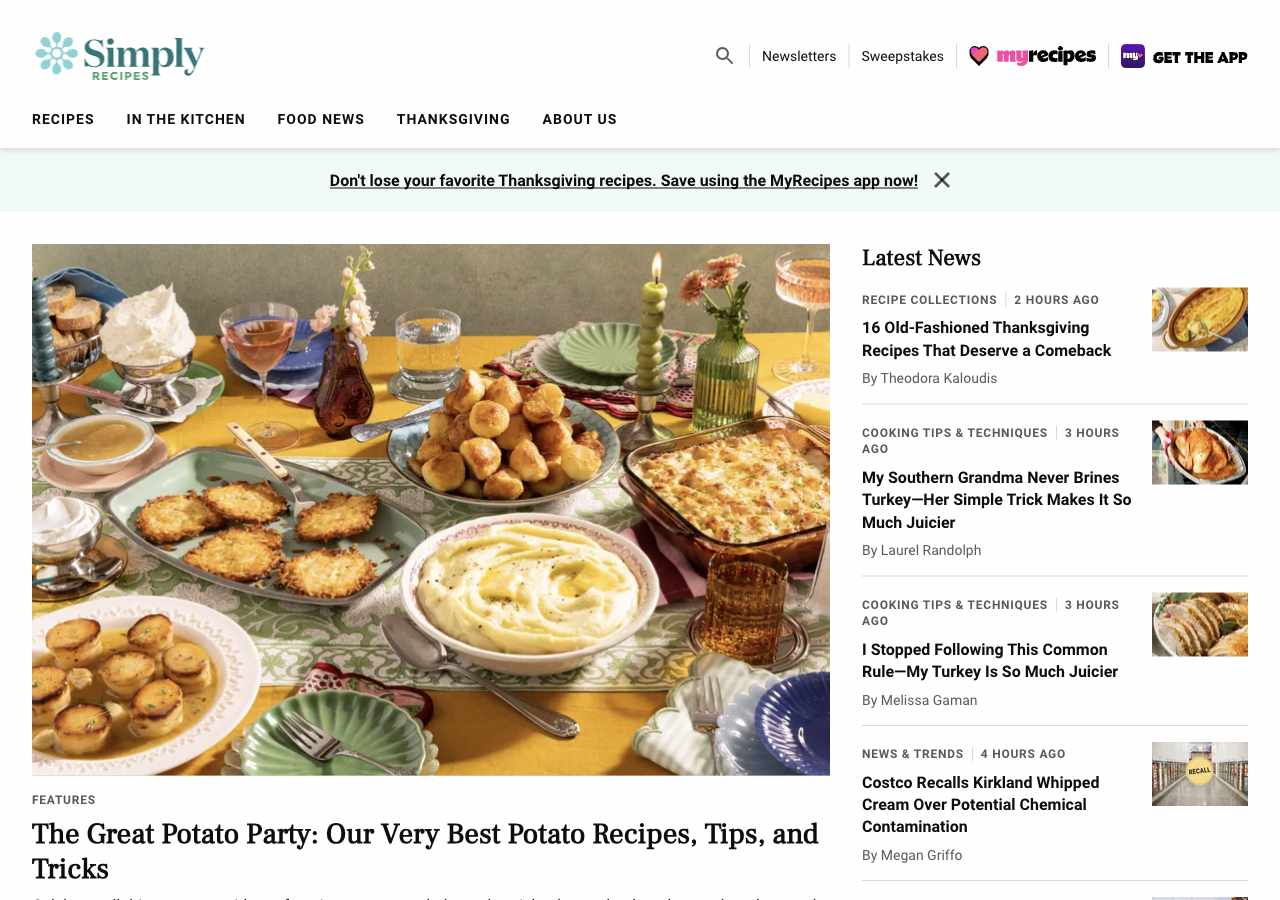 Simply
RECIPES
Newsletters
Sweepstakes
myrecipes
my
GET THE APP
RECIPES
IN THE KITCHEN
FOOD NEWS
THANKSGIVING
ABOUT US
Don't lose your favorite Thanksgiving recipes. Save using the MyRecipes app now!
FEATURES
The Great Potato Party: Our Very Best Potato Recipes, Tips, and
Tricks
Latest News
RECIPE COLLECTIONS 2 HOURS AGO
16 Old-Fashioned Thanksgiving
Recipes That Deserve a Comeback
By Theodora Kaloudis
COOKING TIPS & TECHNIQUES 3 HOURS
AGO
My Southern Grandma Never Brines
Turkey—Her Simple Trick Makes It So
Much Juicier
By Laurel Randolph
COOKING TIPS & TECHNIQUES 3 HOURS
AGO
I Stopped Following This Common
Rule—My Turkey Is So Much Juicier
By Melissa Gaman
NEWS & TRENDS 4 HOURS AGO
Costco Recalls Kirkland Whipped
Cream Over Potential Chemical
Contamination
By Megan Griffo
RECALL